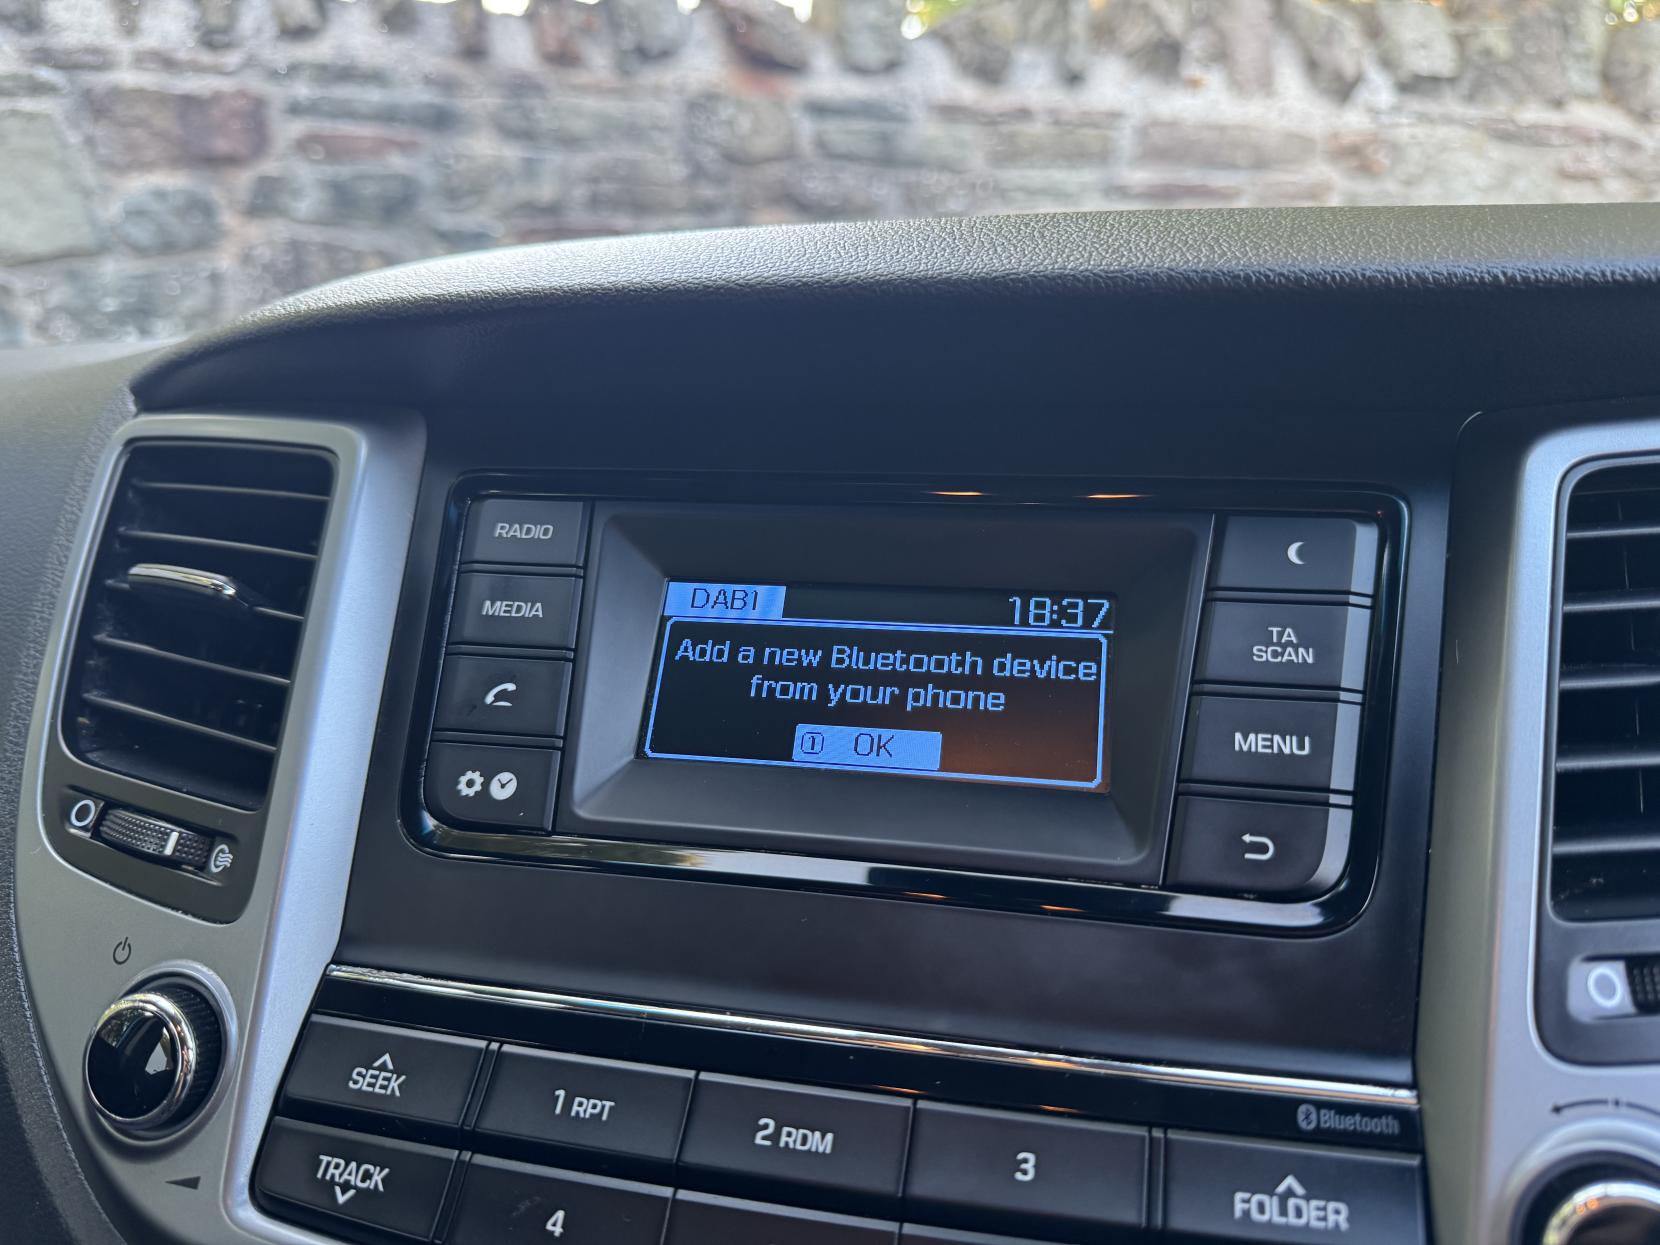 RADIO
MEDIA
DAB1 18:37
Add a new Bluetooth device
from your phone
1 OK
TA
SCAN
MENU
Bluetooth
SEEK
1 RPT
2 RDM
3
FOLDER
TRACK
4